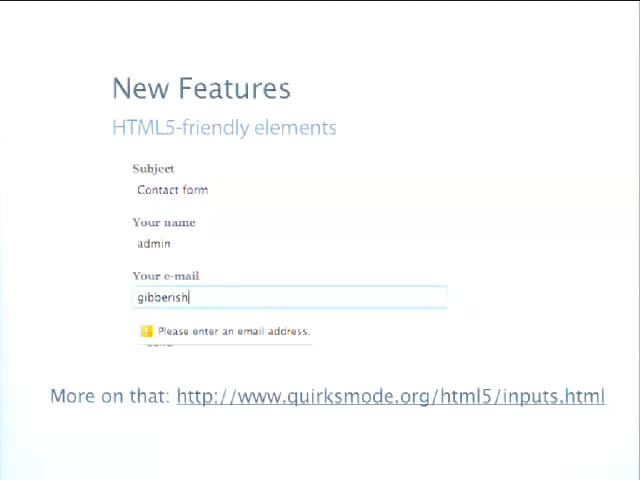 New Features
HTML5-friendly elements
Subject
Contact form
Your name
admin
Your e-mail
gibberish
Please enter an email address.
More on that: http://www.quirksmode.org/html5/inputs.html